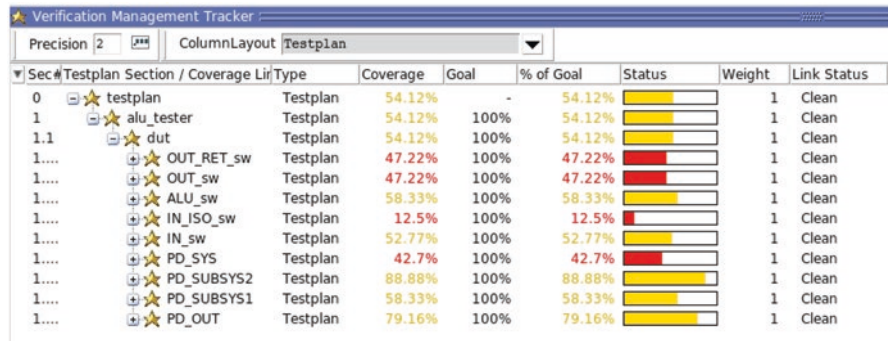 Verification Management Tracker
Precision 2 ColumnLayout Testplan
Sec# Testplan Section / Coverage Lir Type Coverage Goal % of Goal Status Weight Link Status
0 testplan Testplan 54.12% - 54.12% 1 Clean
1 alu_tester Testplan 54.12% 100% 54.12% 1 Clean
1.1 dut Testplan 54.12% 100% 54.12% 1 Clean
1.... OUT_RET_sw Testplan 47.22% 100% 47.22% 1 Clean
1.... OUT_sw Testplan 47.22% 100% 47.22% 1 Clean
1.... ALU_sw Testplan 58.33% 100% 58.33% 1 Clean
1.... IN_ISO_sw Testplan 12.5% 100% 12.5% 1 Clean
1.... IN_sw Testplan 52.77% 100% 52.77% 1 Clean
1.... PD_SYS Testplan 42.7% 100% 42.7% 1 Clean
1.... PD_SUBSYS2 Testplan 88.88% 100% 88.88% 1 Clean
1.... PD_SUBSYS1 Testplan 58.33% 100% 58.33% 1 Clean
1.... PD_OUT Testplan 79.16% 100% 79.16% 1 Clean